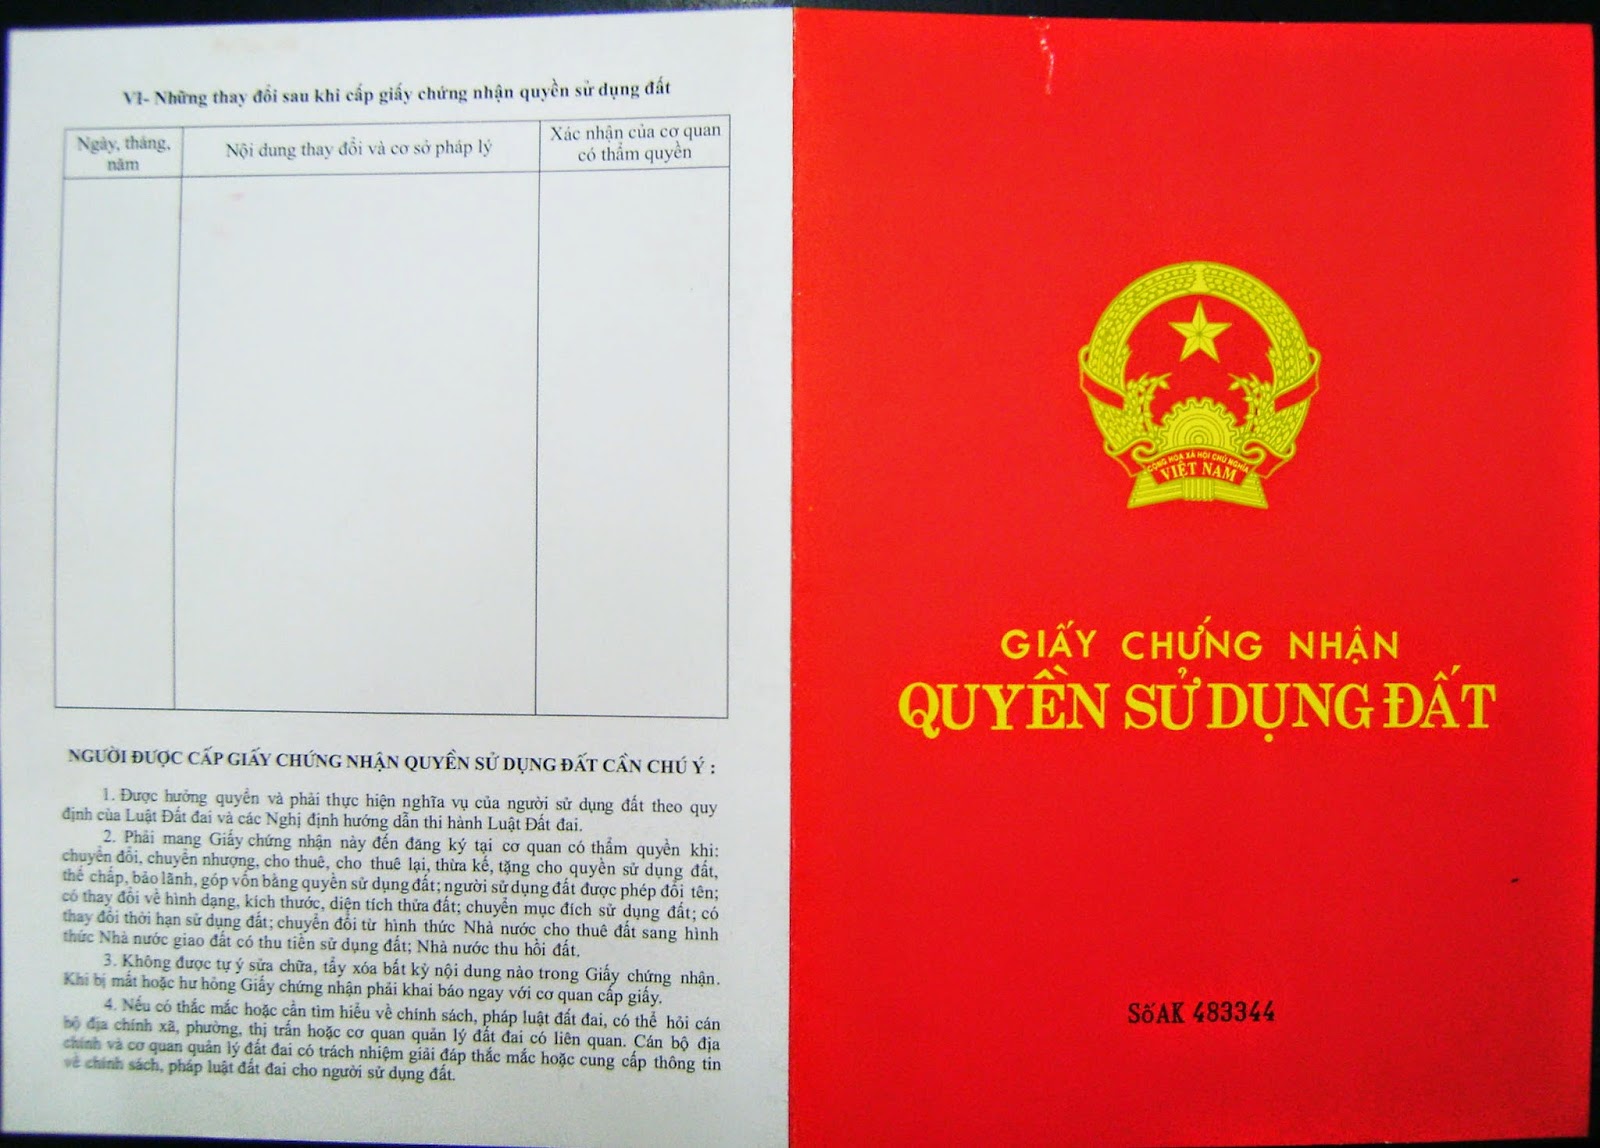 VI- Những thay đổi sau khi cấp giấy chứng nhận quyền sử dụng đất
Ngày, tháng,
năm
Nội dung thay đổi và cơ sở pháp lý
Xác nhận của cơ quan
có thẩm quyền
NGƯỜI ĐƯỢC CẤP GIẤY CHỨNG NHẬN QUYỀN SỬ DỤNG ĐẤT CẦN CHÚ Ý :
1. Được hưởng quyền và phải thực hiện nghĩa vụ của người sử dụng đất theo quy
định của Luật Đất đai và các Nghị định hướng dẫn thi hành Luật Đất đai.
2. Phải mang Giấy chứng nhận này đến đăng ký tại cơ quan có thẩm quyền khi:
chuyển đổi, chuyển nhượng, cho thuê, cho thuê lại, thừa kế, tặng cho quyền sử dụng đất,
thế chấp, bảo lãnh, góp vốn bằng quyền sử dụng đất; người sử dụng đất được phép đổi tên;
có thay đổi về hình dạng, kích thước, diện tích thửa đất; chuyển mục đích sử dụng đất; có
thay đổi thời hạn sử dụng đất; chuyển đổi từ hình thức Nhà nước cho thuê đất sang hình
thức Nhà nước giao đất có thu tiền sử dụng đất; Nhà nước thu hồi đất.
3. Không được tự ý sửa chữa, tẩy xóa bất kỳ nội dung nào trong Giấy chứng nhận.
Khi bị mất hoặc hư hỏng Giấy chứng nhận phải khai báo ngay với cơ quan cấp giấy.
4. Nếu có thắc mắc hoặc cần tìm hiểu về chính sách, pháp luật đất đai, có thể hỏi cán
bộ địa chính xã, phường, thị trấn hoặc cơ quan quản lý đất đai có liên quan. Cán bộ địa
chính và cơ quan quản lý đất đai có trách nhiệm giải đáp thắc mắc hoặc cung cấp thông tin
về chính sách, pháp luật đất đai cho người sử dụng đất.
CỘNG HÒA XÃ HỘI CHỦ NGHĨA
VIỆT NAM
GIẤY CHỨNG NHẬN
QUYỀN SỬ DỤNG ĐẤT
Số AK 483344